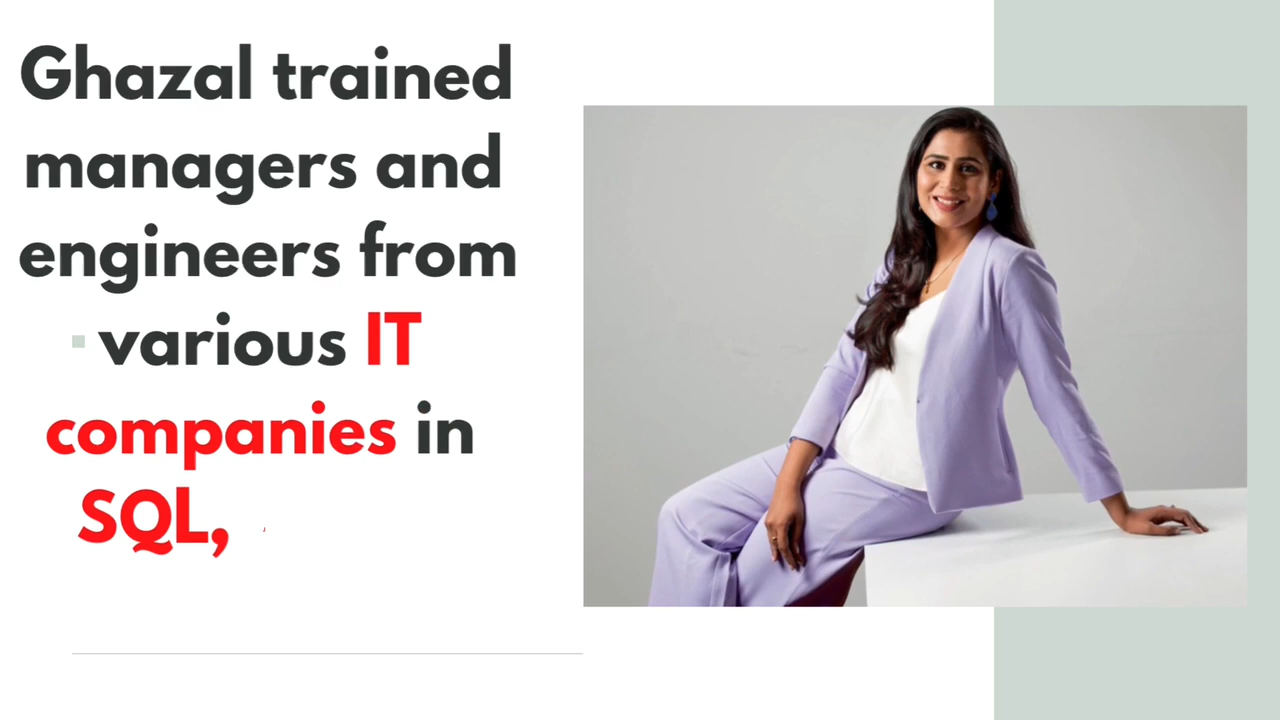 Ghazal trained
managers and
engineers from
various IT
companies in
SQL,